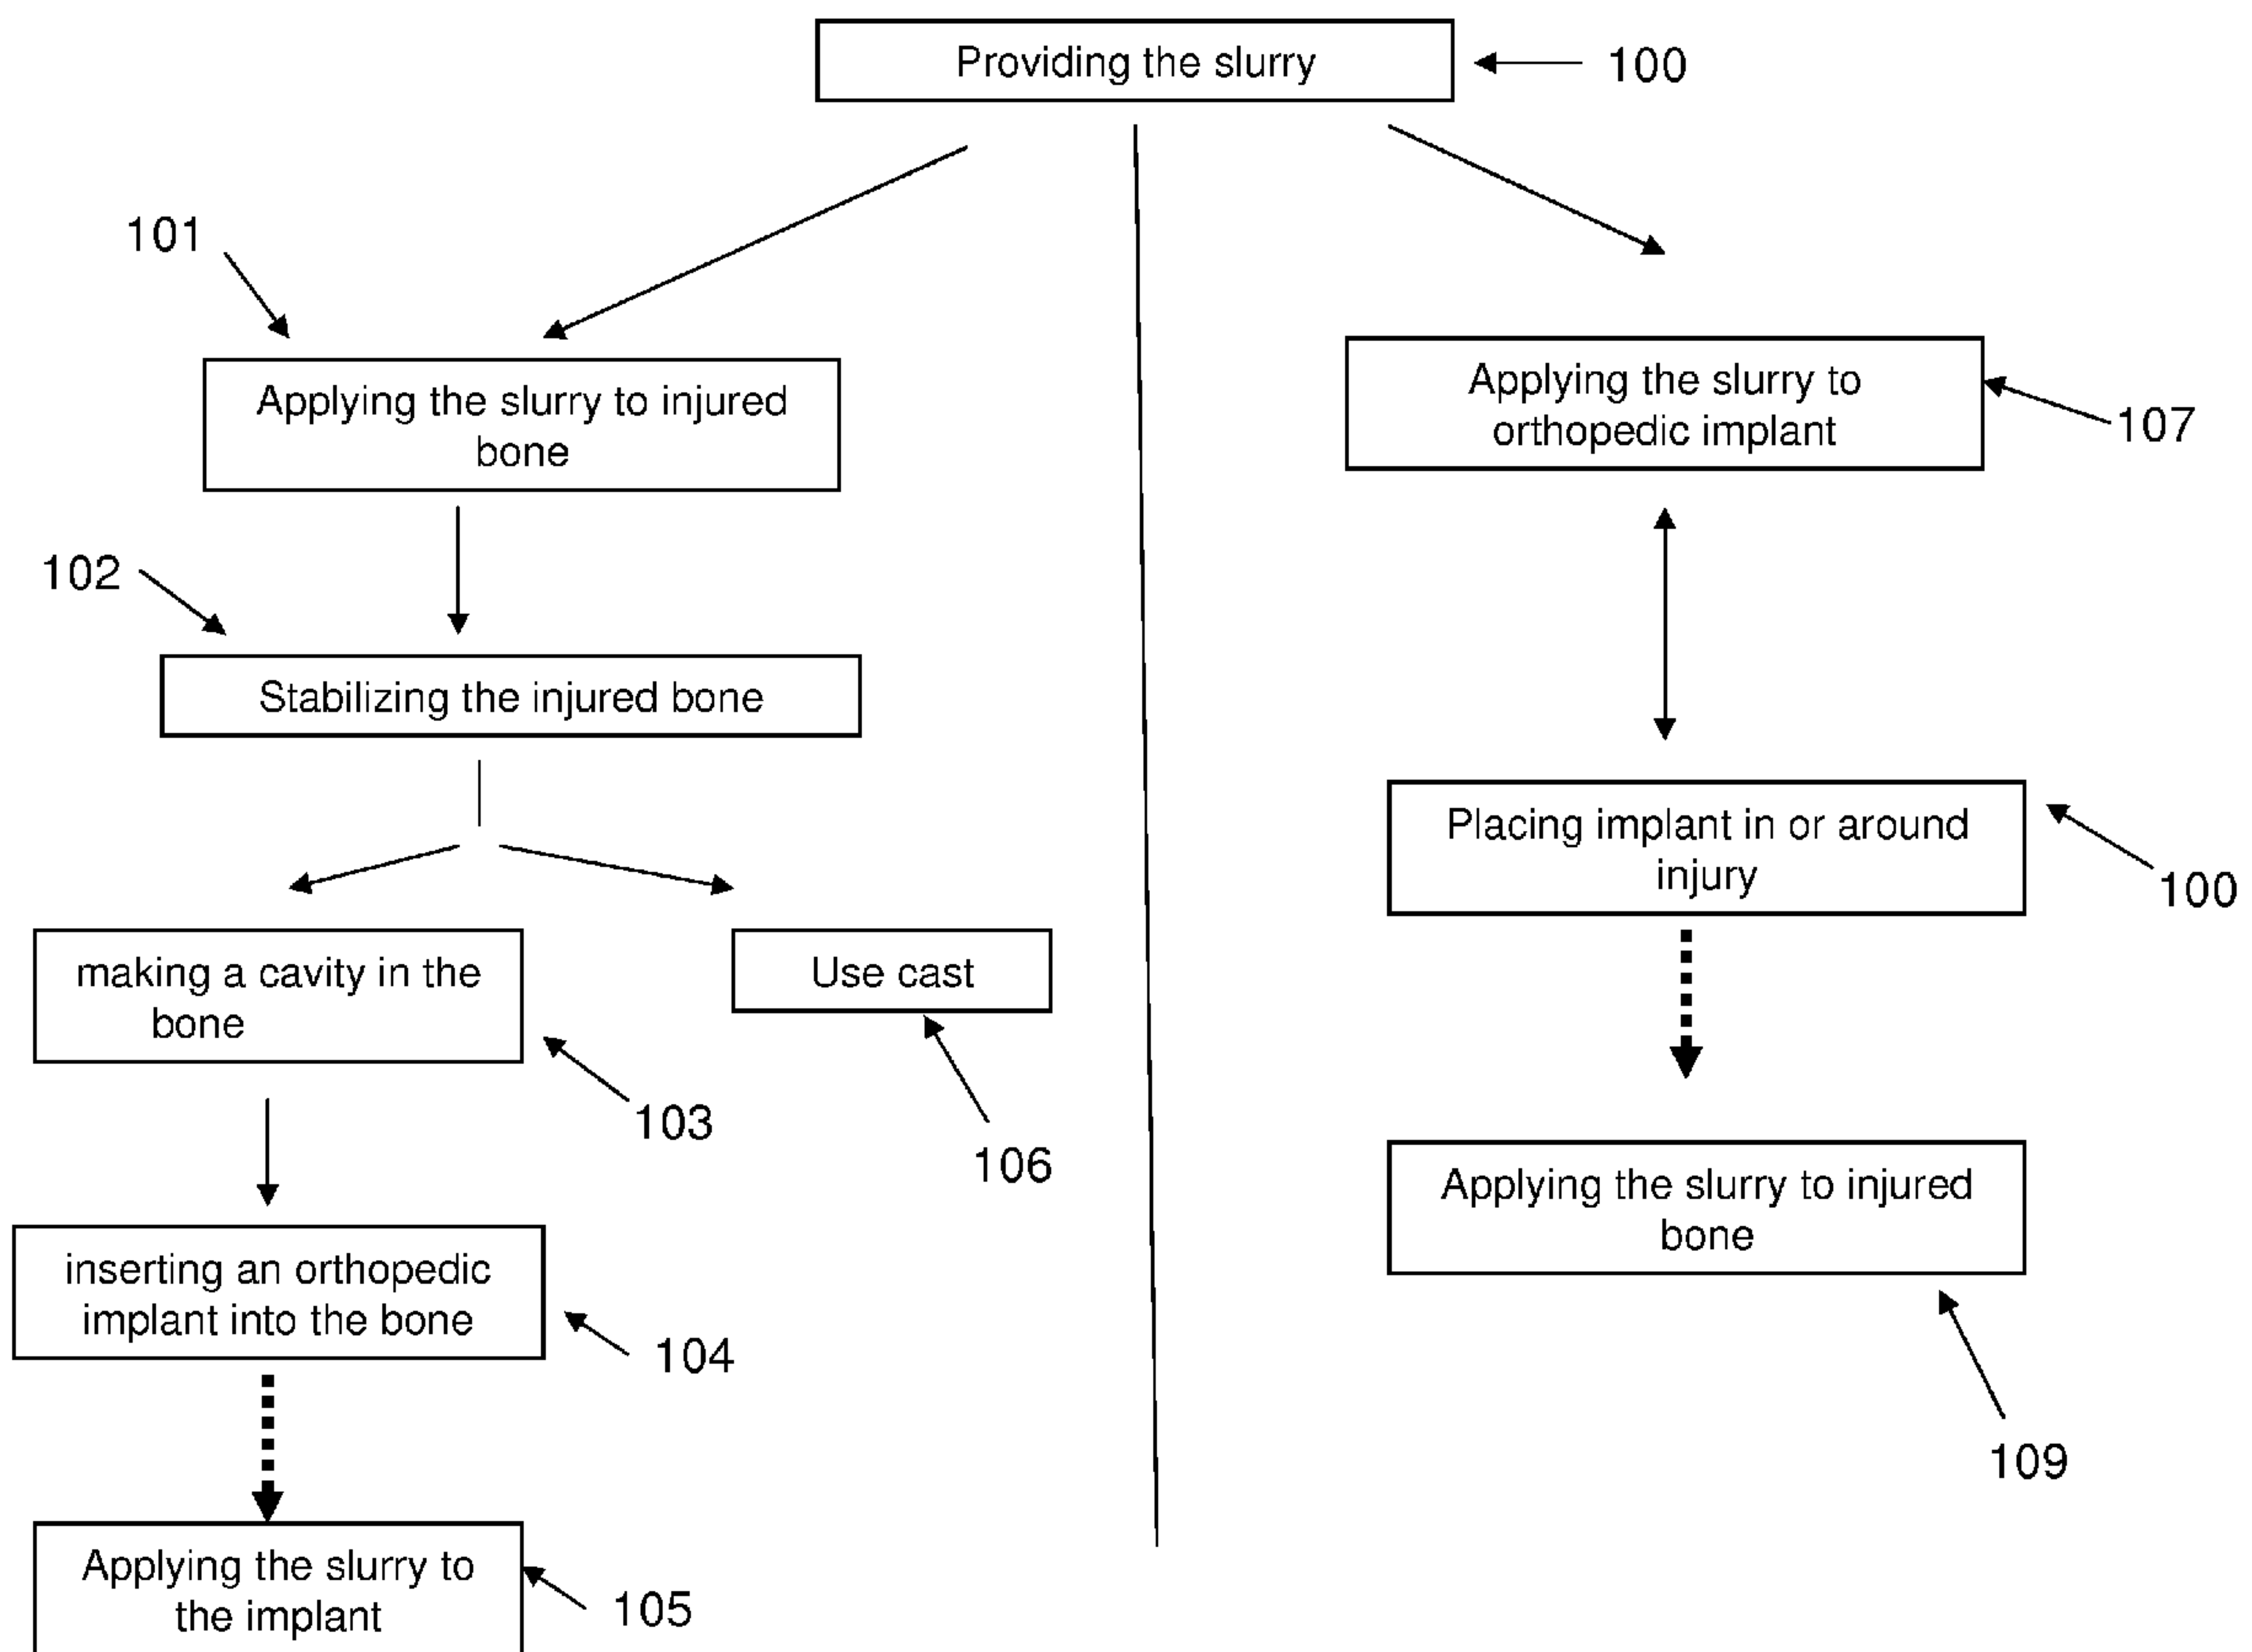 Providing the slurry
100
101
Applying the slurry to injured
bone
102
Stabilizing the injured bone
making a cavity in the
bone
103
Use cast
106
inserting an orthopedic
implant into the bone
104
Applying the slurry to
the implant
105
Applying the slurry to
orthopedic implant
107
Placing implant in or around
injury
100
Applying the slurry to injured
bone
109